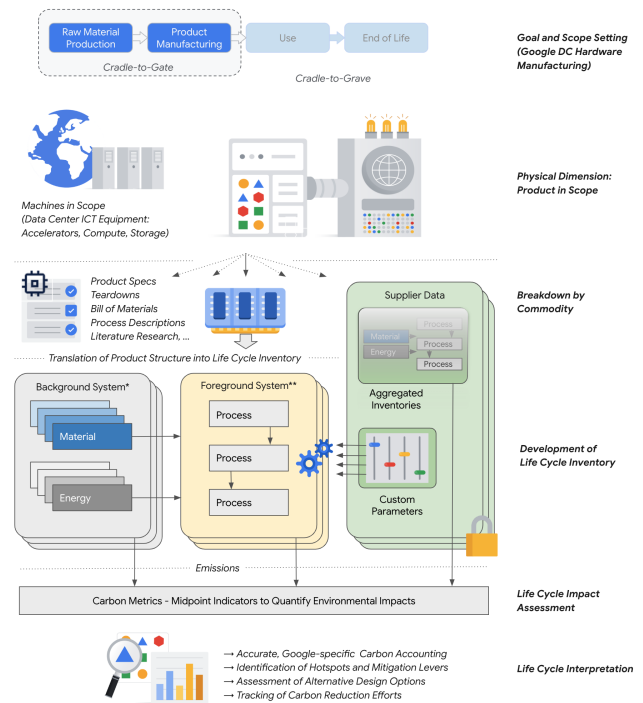 Raw Material
Production
Product
Manufacturing
Use
End of Life
Cradle-to-Gate
Cradle-to-Grave
Goal and Scope Setting
(Google DC Hardware
Manufacturing)
Machines in Scope
(Data Center ICT Equipment:
Accelerators, Compute, Storage)
Physical Dimension:
Product in Scope
Product Specs
Teardowns
Bill of Materials
Process Descriptions
Literature Research, ...
Supplier Data
Process
Material
Process
Energy
Process
Aggregated
Inventories
Breakdown by
Commodity
Translation of Product Structure into Life Cycle Inventory
Background System*
Material
Energy
Foreground System**
Process
Process
Process
Custom
Parameters
Development of
Life Cycle Inventory
Emissions
Carbon Metrics - Midpoint Indicators to Quantify Environmental Impacts
Life Cycle Impact
Assessment
→ Accurate, Google-specific Carbon Accounting
→ Identification of Hotspots and Mitigation Levers
→ Assessment of Alternative Design Options
→ Tracking of Carbon Reduction Efforts
Life Cycle Interpretation